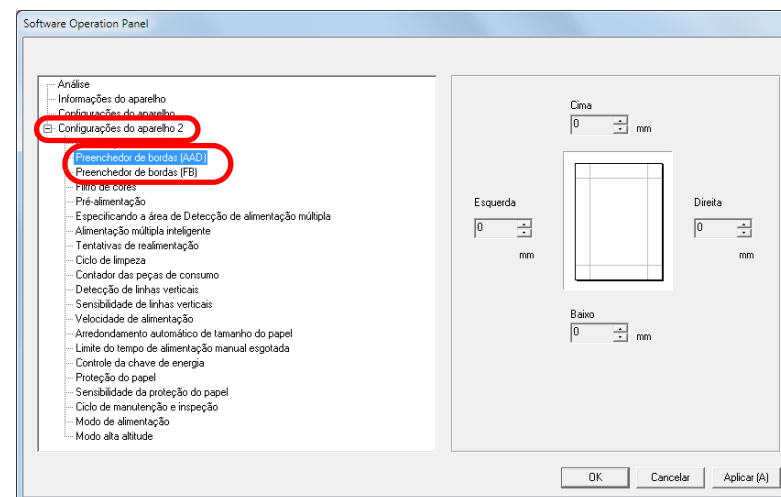 Software Operation Panel
Análise
Informações do aparelho
Configurações do aparelho
Configurações do aparelho 2
Preenchedor de bordas (AAD)
Preenchedor de bordas (FB)
Filtro de cores
Pré-alimentação
Especificando a área de Detecção de alimentação múltipla
Alimentação múltipla inteligente
Tentativas de realimentação
Ciclo de limpeza
Contador das peças de consumo
Detecção de linhas verticais
Sensibilidade de linhas verticais
Velocidade de alimentação
Arredondamento automático de tamanho do papel
Limite do tempo de alimentação manual esgotada
Controle da chave de energia
Proteção do papel
Sensibilidade da proteção do papel
Ciclo de manutenção e inspeção
Modo de alimentação
Modo alta altitude
Cima
0 mm
Esquerda
0
mm
Direita
0
mm
Baixo
0 mm
OK Cancelar Aplicar (A)